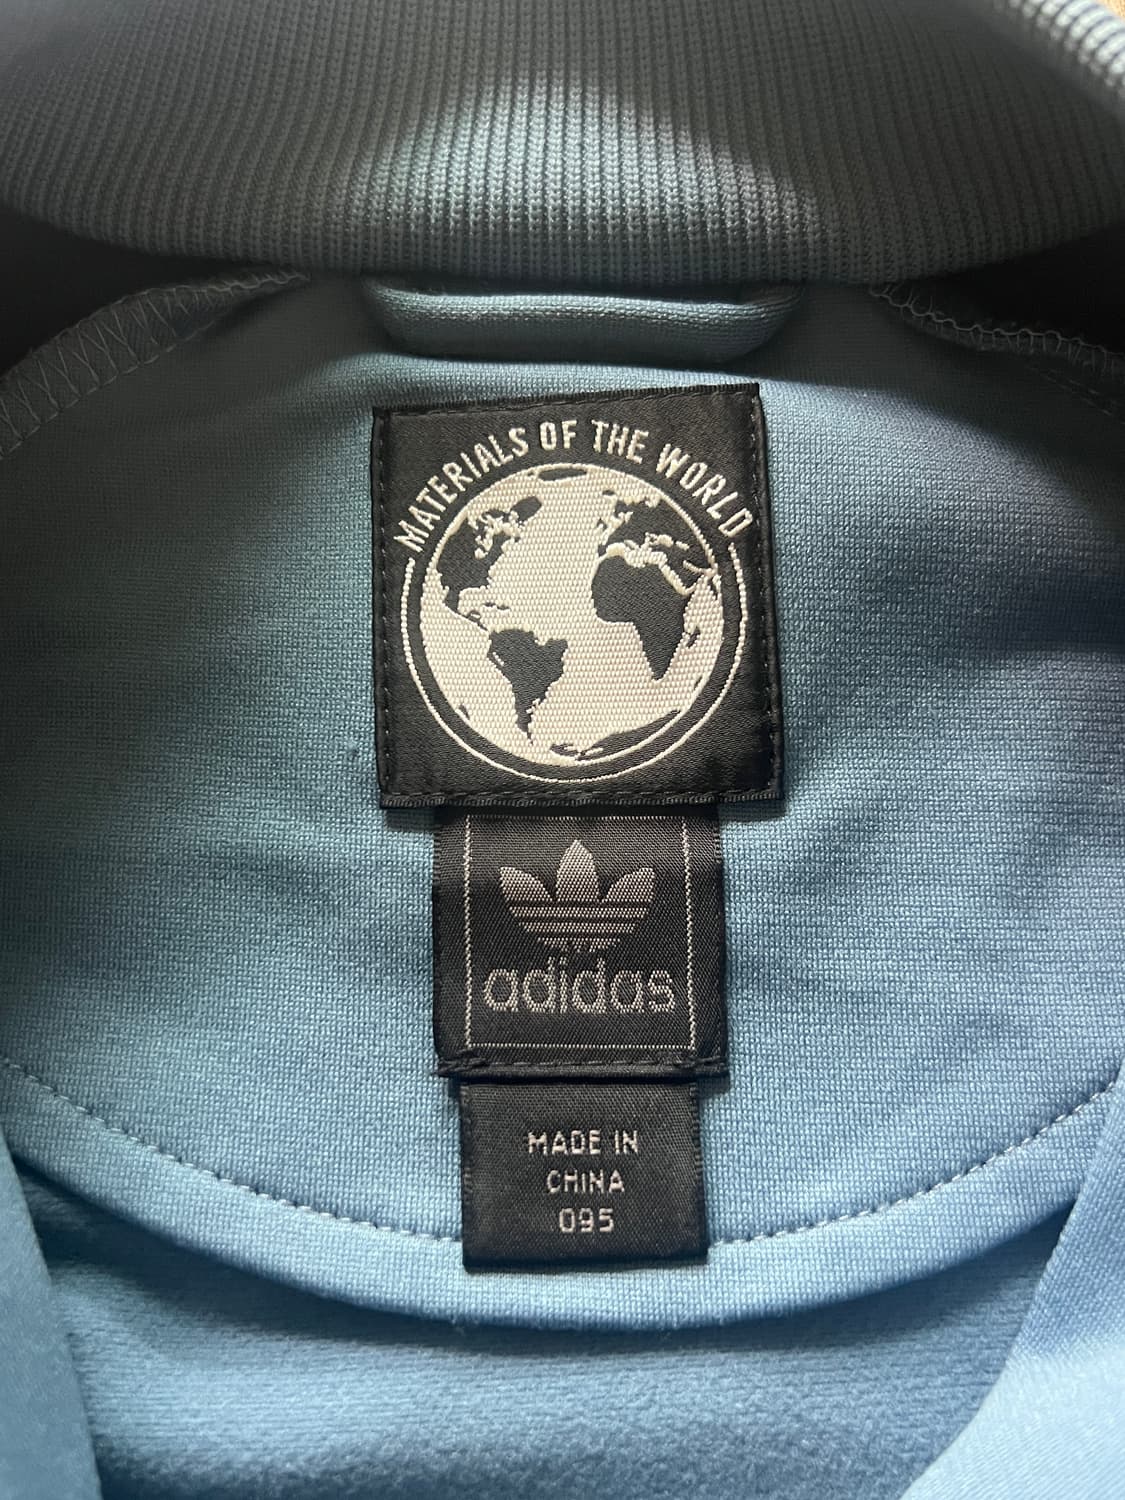 MATERIALS OF THE WORLD
adidas
MADE IN
CHINA
095